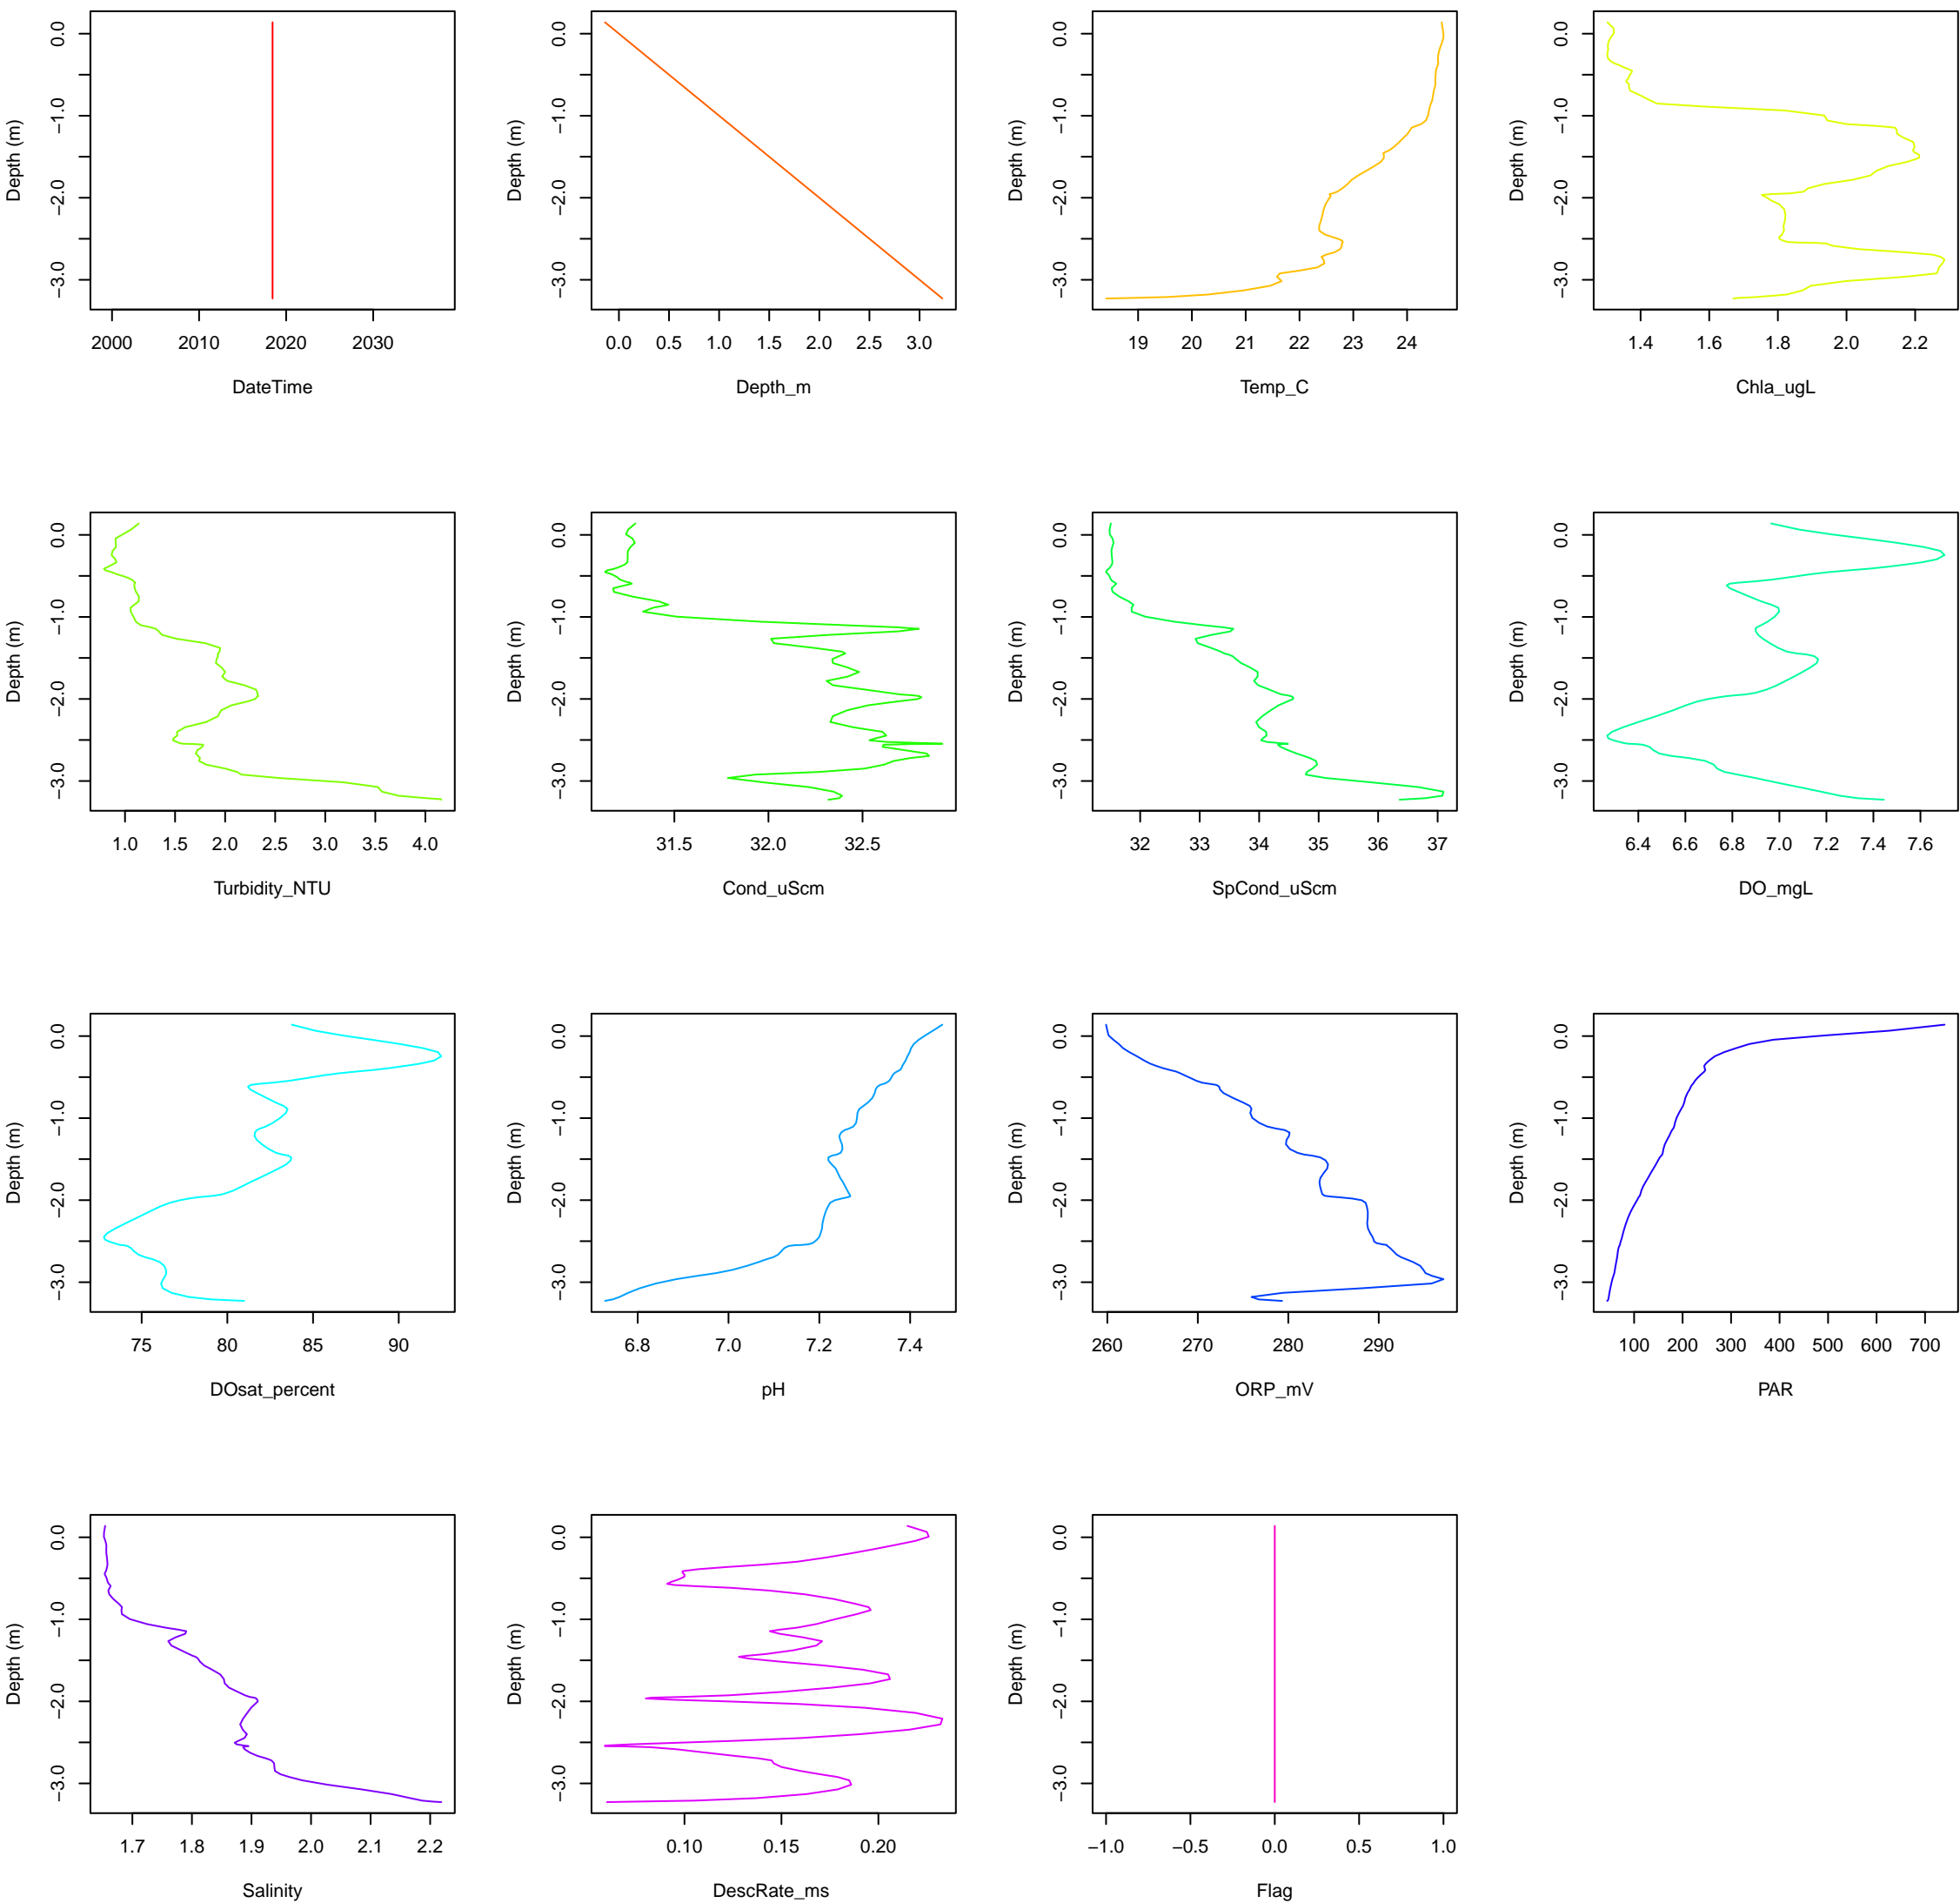 Depth (m)
0.0
−1.0
−2.0
−3.0
2000 2010 2020 2030
DateTime
Depth (m)
0.0
−1.0
−2.0
−3.0
0.0 0.5 1.0 1.5 2.0 2.5 3.0
Depth_m
Depth (m)
0.0
−1.0
−2.0
−3.0
19 20 21 22 23 24
Temp_C
Depth (m)
0.0
−1.0
−2.0
−3.0
1.4 1.6 1.8 2.0 2.2
Chla_ugL
Depth (m)
0.0
−1.0
−2.0
−3.0
1.0 1.5 2.0 2.5 3.0 3.5 4.0
Turbidity_NTU
Depth (m)
0.0
−1.0
−2.0
−3.0
31.5 32.0 32.5
Cond_uScm
Depth (m)
0.0
−1.0
−2.0
−3.0
32 33 34 35 36 37
SpCond_uScm
Depth (m)
0.0
−1.0
−2.0
−3.0
6.4 6.6 6.8 7.0 7.2 7.4 7.6
DO_mgL
Depth (m)
0.0
−1.0
−2.0
−3.0
75 80 85 90
DOsat_percent
Depth (m)
0.0
−1.0
−2.0
−3.0
6.8 7.0 7.2 7.4
pH
Depth (m)
0.0
−1.0
−2.0
−3.0
260 270 280 290
ORP_mV
Depth (m)
0.0
−1.0
−2.0
−3.0
100 200 300 400 500 600 700
PAR
Depth (m)
0.0
−1.0
−2.0
−3.0
1.7 1.8 1.9 2.0 2.1 2.2
Salinity
Depth (m)
0.0
−1.0
−2.0
−3.0
0.10 0.15 0.20
DescRate_ms
Depth (m)
0.0
−1.0
−2.0
−3.0
−1.0 −0.5 0.0 0.5 1.0
Flag